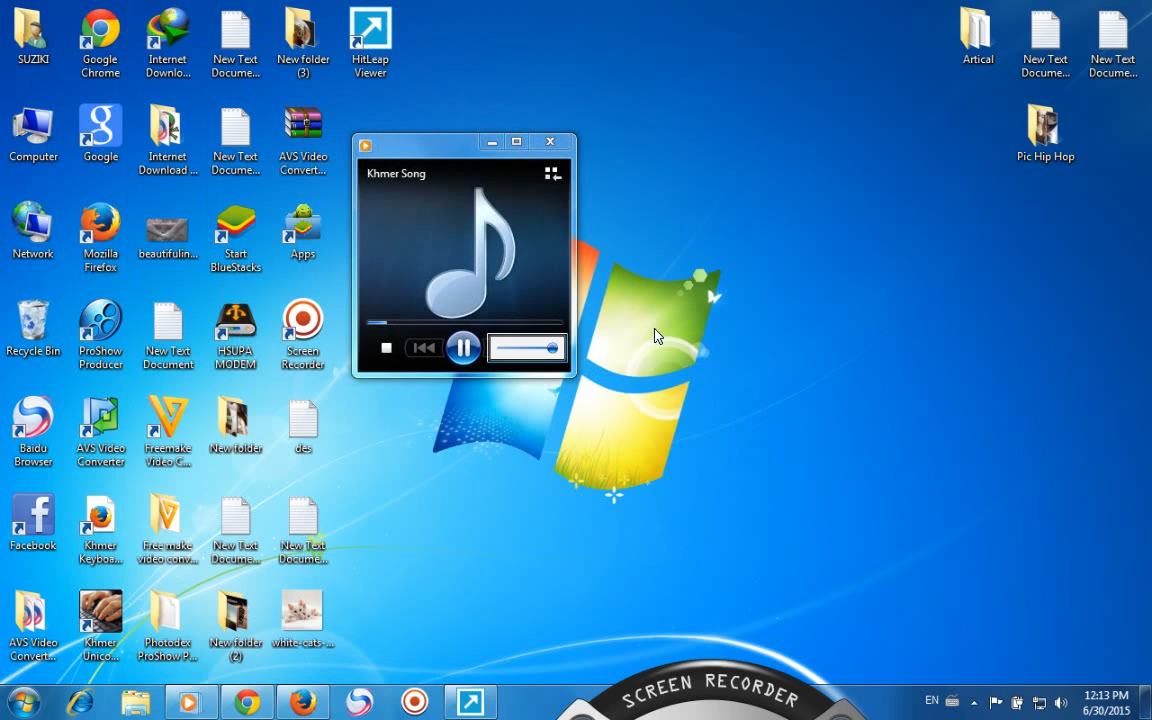 SUZIKI
Google
Chrome
Internet
Downlo...
New Text
Docume...
New folder
(3)
HitLeap
Viewer
Artical
New Text
Docume...
New Text
Docume...
Computer
Google
Internet
Download ...
New Text
Docume...
AVS Video
Convert...
Pic Hip Hop
Khmer Song
Network
Mozilla
Firefox
beautifulin...
Start
BlueStacks
Apps
Recycle Bin
ProShow
Producer
New Text
Document
HSUPA
MODEM
Screen
Recorder
Baidu
Browser
AVS Video
Converter
Freemake
Video C...
New folder
des
Facebook
Khmer
Keyboa...
Free make
video conv...
New Text
Docume...
New Text
Docume...
AVS Video
Convert...
Khmer
Unico...
Photodex
ProShow P...
New folder
(2)
white-cats-...
SCREEN RECORDER
EN
12:13 PM
6/30/2015